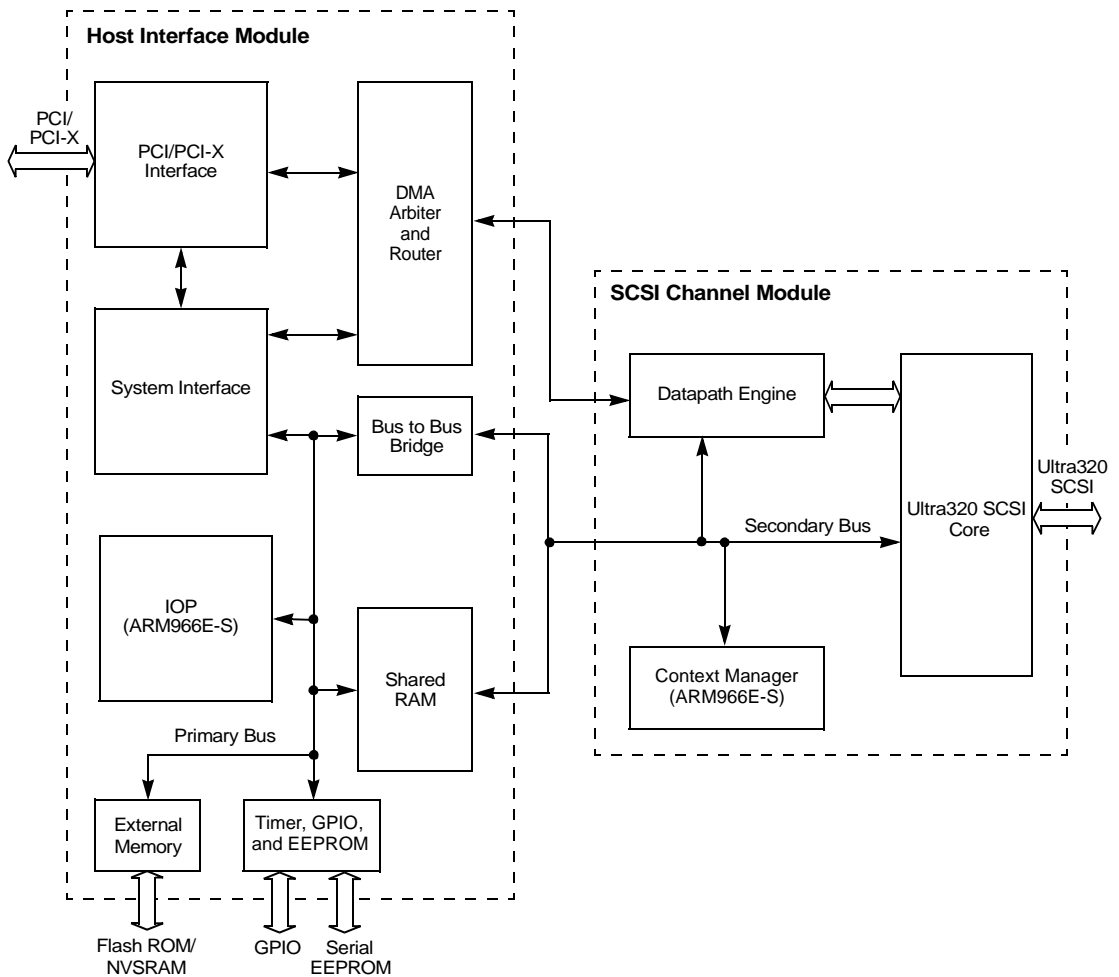 Host Interface Module
PCI/
PCI-X
PCI/PCI-X
Interface
DMA
Arbiter
and
Router
System Interface
Bus to Bus
Bridge
IOP
(ARM966E-S)
Shared
RAM
Primary Bus
External
Memory
Timer, GPIO,
and EEPROM
Flash ROM/
NVSRAM
GPIO
Serial
EEPROM
SCSI Channel Module
Datapath Engine
Ultra320 SCSI
Core
Secondary Bus
Context Manager
(ARM966E-S)
Ultra320
SCSI